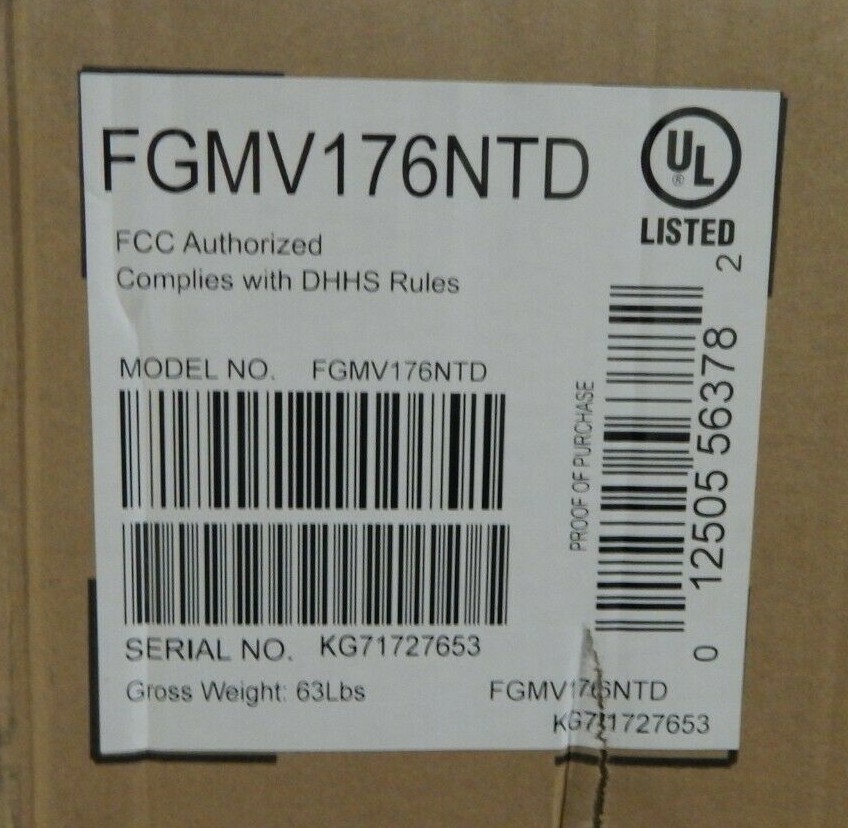 FGMV176NTD
UL
®
LISTED
FCC Authorized
Complies with DHHS Rules
MODEL NO. FGMV176NTD
SERIAL NO. KG71727653
Gross Weight: 63Lbs
PROOF OF PURCHASE
0 12505 56378 2
FGMV176NTD
KG71727653